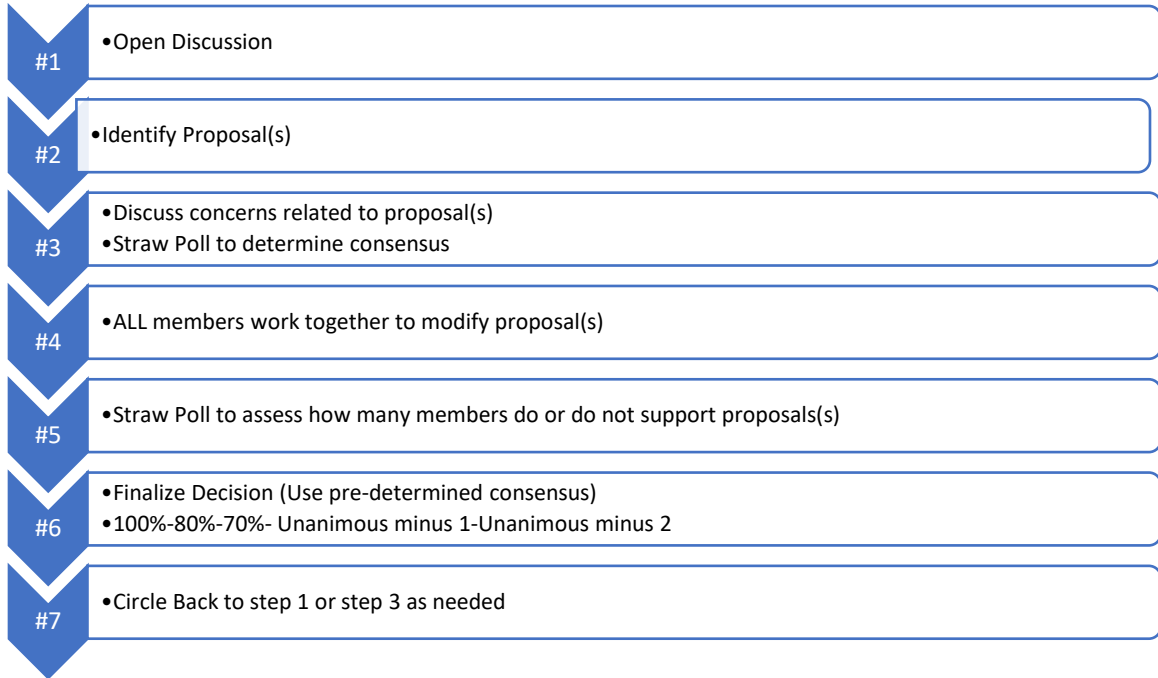 #1
•Open Discussion
#2
•Identify Proposal(s)
#3
•Discuss concerns related to proposal(s)
•Straw Poll to determine consensus
#4
•ALL members work together to modify proposal(s)
#5
•Straw Poll to assess how many members do or do not support proposals(s)
#6
•Finalize Decision (Use pre-determined consensus)
•100%-80%-70%- Unanimous minus 1-Unanimous minus 2
#7
•Circle Back to step 1 or step 3 as needed